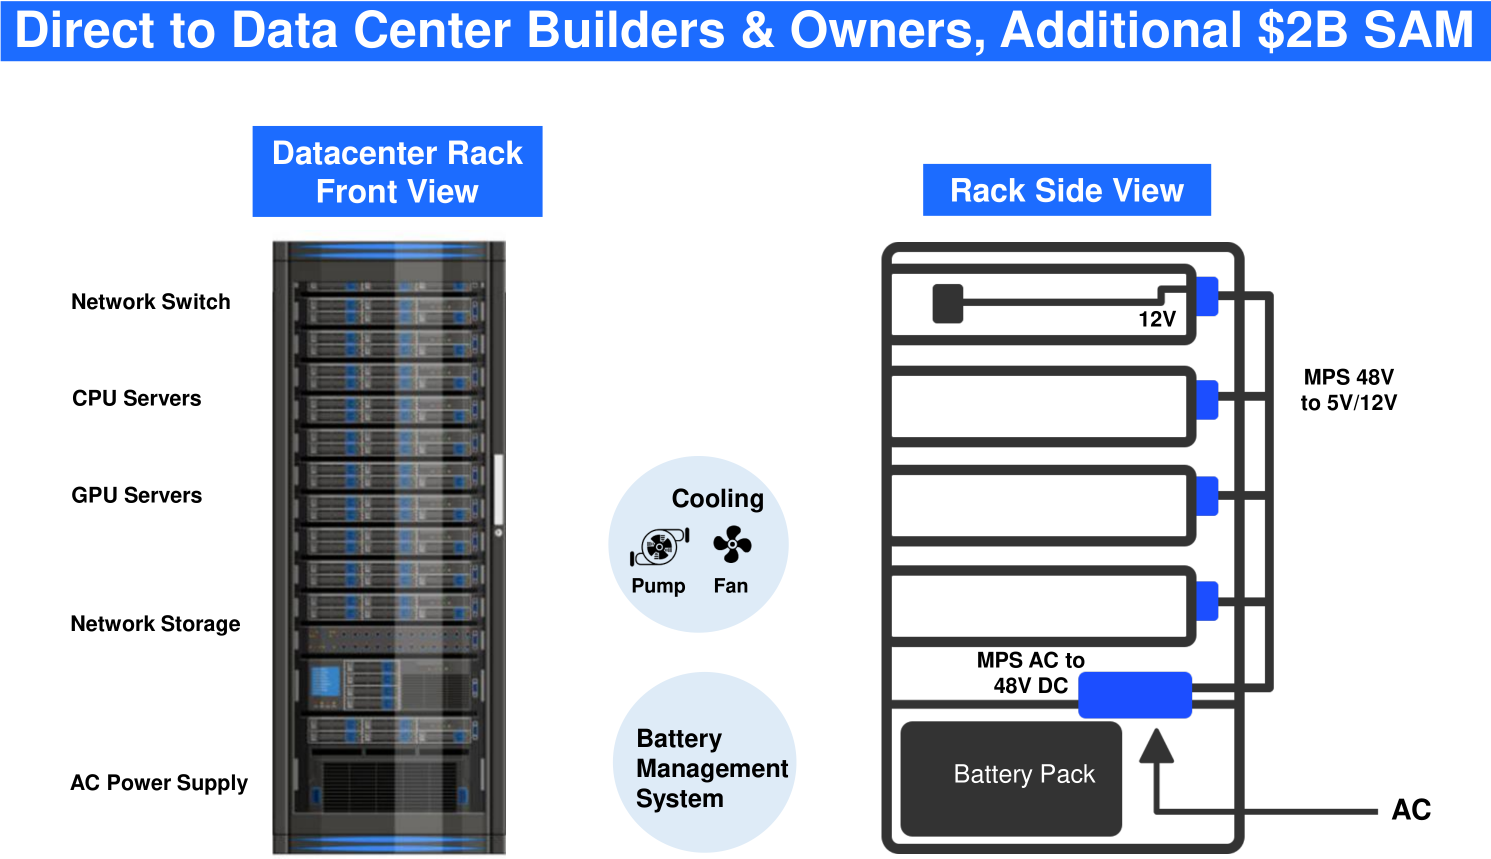 Direct to Data Center Builders & Owners, Additional $2B SAM
Datacenter Rack
Front View
Rack Side View
Network Switch
CPU Servers
GPU Servers
Network Storage
AC Power Supply
Cooling
Pump
Fan
Battery
Management
System
12V
MPS 48V
to 5V/12V
MPS AC to
48V DC
Battery Pack
AC